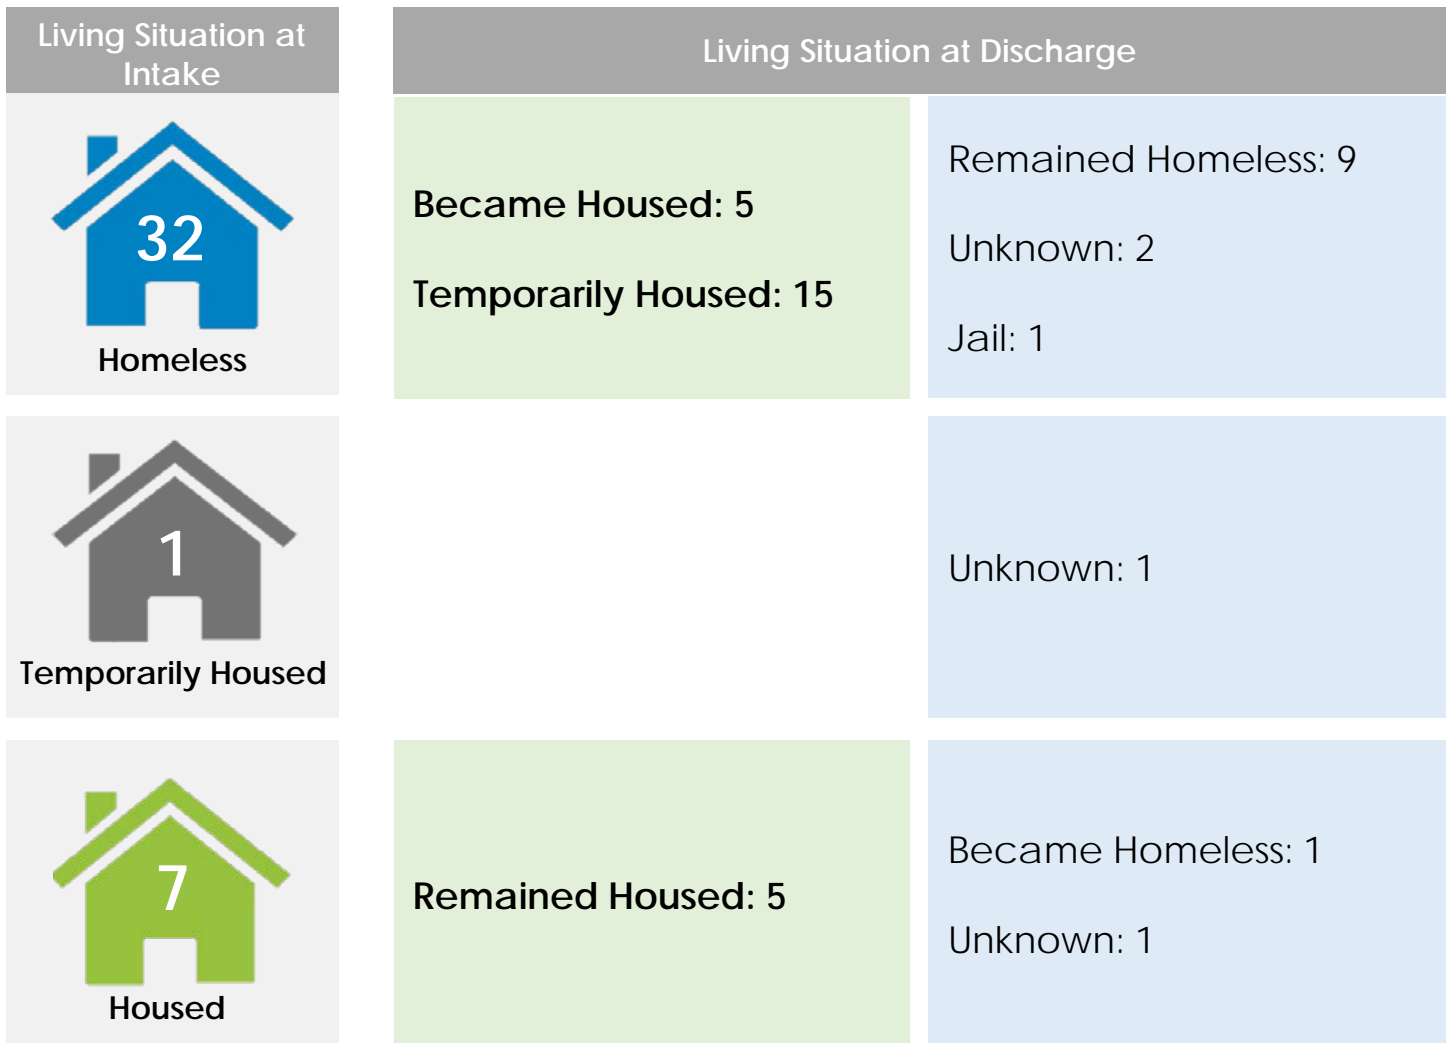 Living Situation at
Intake
Living Situation at Discharge
32
Homeless
Became Housed: 5
Temporarily Housed: 15
Remained Homeless: 9
Unknown: 2
Jail: 1
1
Temporarily Housed
Unknown: 1
7
Housed
Remained Housed: 5
Became Homeless: 1
Unknown: 1